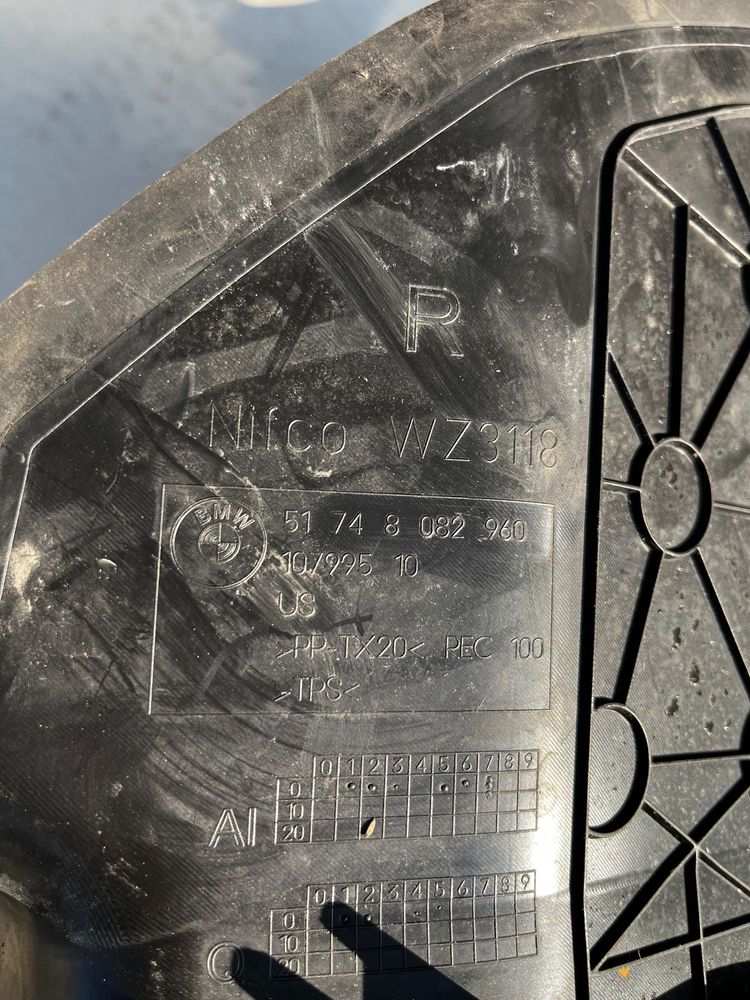 R
Nifco WZ3118
BMW
51 74 8 082 960
10/995 10
US
>PP-TX20< REC 100
>TPS<
0 1 2 3 4 5 6 7 8 9
0
10
AI 20
0 1 2 3 4 5 6 7 8 9
0
10
20